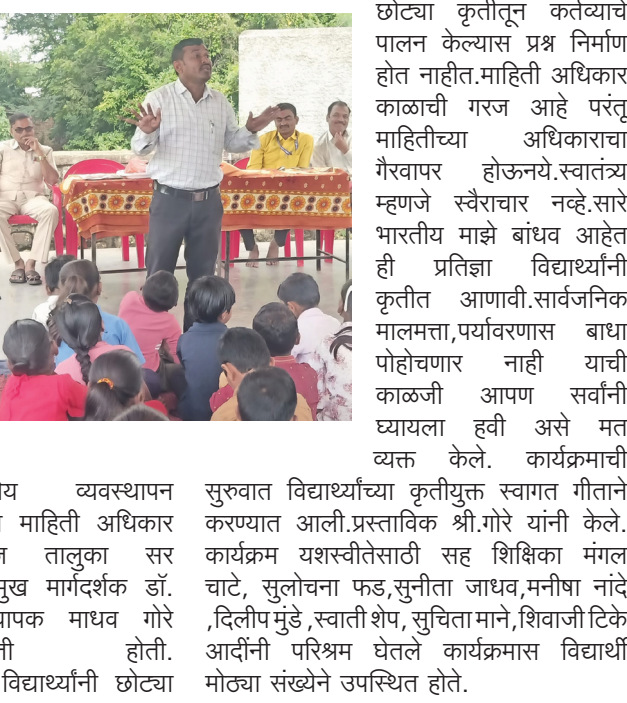 व्यवस्थापन
माहिती अधिकार
तालुका सर
मार्गदर्शक डॉ.
माधव गोरे
होती.
विद्यार्थ्यांनी छोट्या
छोट्या कृतीतून कर्तव्याचे
पालन केल्यास प्रश्न निर्माण
होत नाहीत.माहिती अधिकार
काळाची गरज आहे परंतू
माहितीच्या अधिकाराचा
गैरवापर होऊनये.स्वातंत्र्य
म्हणजे स्वैराचार नव्हे.सारे
भारतीय माझे बांधव आहेत
ही प्रतिज्ञा विद्यार्थ्यांनी
कृतीत आणावी.सार्वजनिक
मालमत्ता,पर्यावरणास बाधा
पोहोचणार नाही याची
काळजी आपण सर्वांनी
घ्यायला हवी असे मत
व्यक्त केले. कार्यक्रमाची
सुरुवात विद्यार्थ्यांच्या कृतीयुक्त स्वागत गीताने
करण्यात आली.प्रस्ताविक श्री.गोरे यांनी केले.
कार्यक्रम यशस्वीतेसाठी सह शिक्षिका मंगल
चाटे, सुलोचना फड,सुनीता जाधव,मनीषा नांदे
,दिलीप मुंडे ,स्वाती शेप, सुचिता माने,शिवाजी टिके
आदींनी परिश्रम घेतले कार्यक्रमास विद्यार्थी
मोठ्या संख्येने उपस्थित होते.